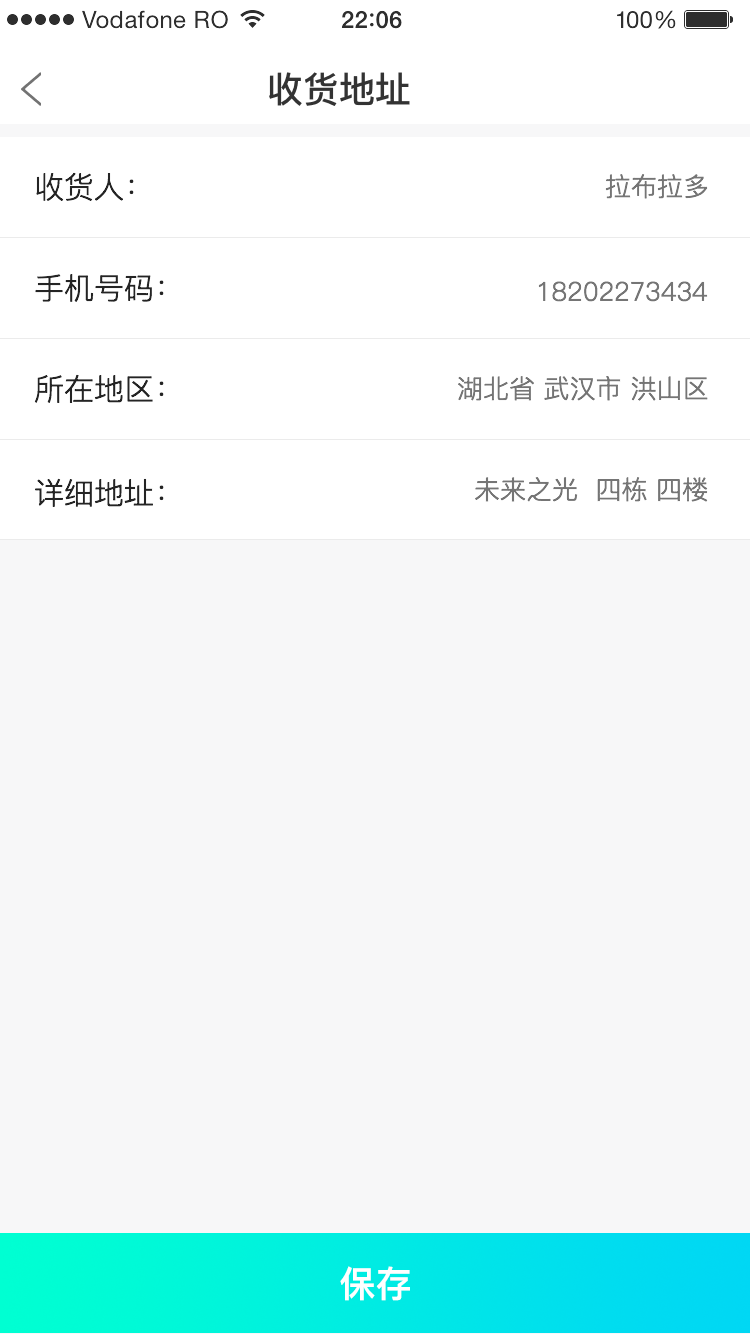 Vodafone RO 22:06 100%
收货地址
收货人： 拉布拉多
手机号码： 18202273434
所在地区： 湖北省 武汉市 洪山区
详细地址： 未来之光 四栋 四楼
保存